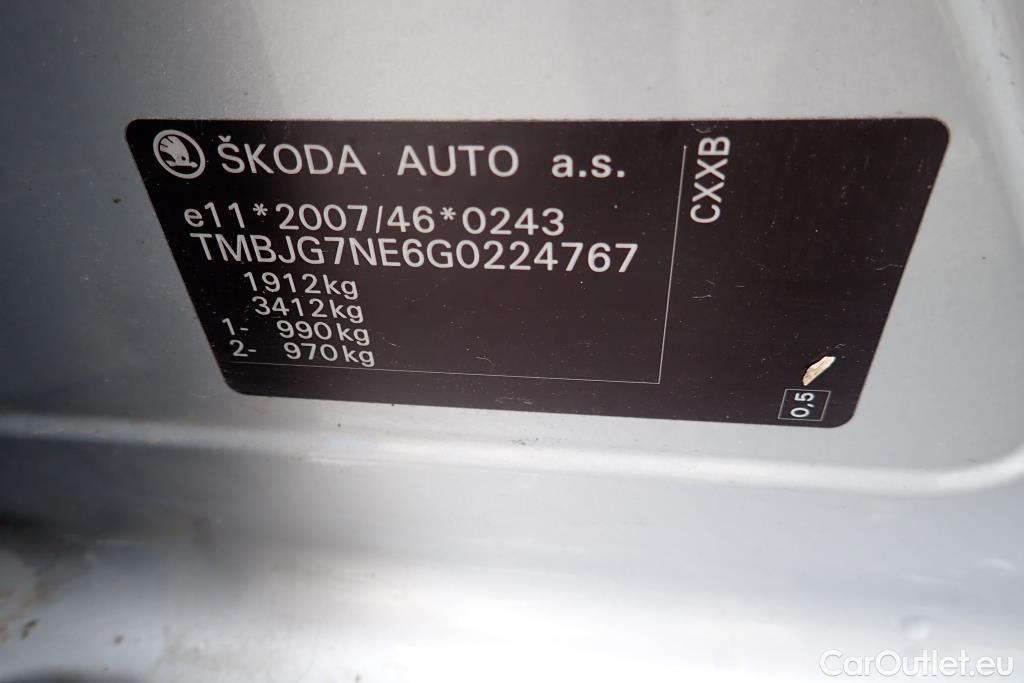 ŠKODA AUTO a.s.
e11*2007/46*0243
TMBJG7NE6G0224767
1912kg
3412kg
1- 990kg
2- 970kg
CXXB
0,5
CarOutlet.eu